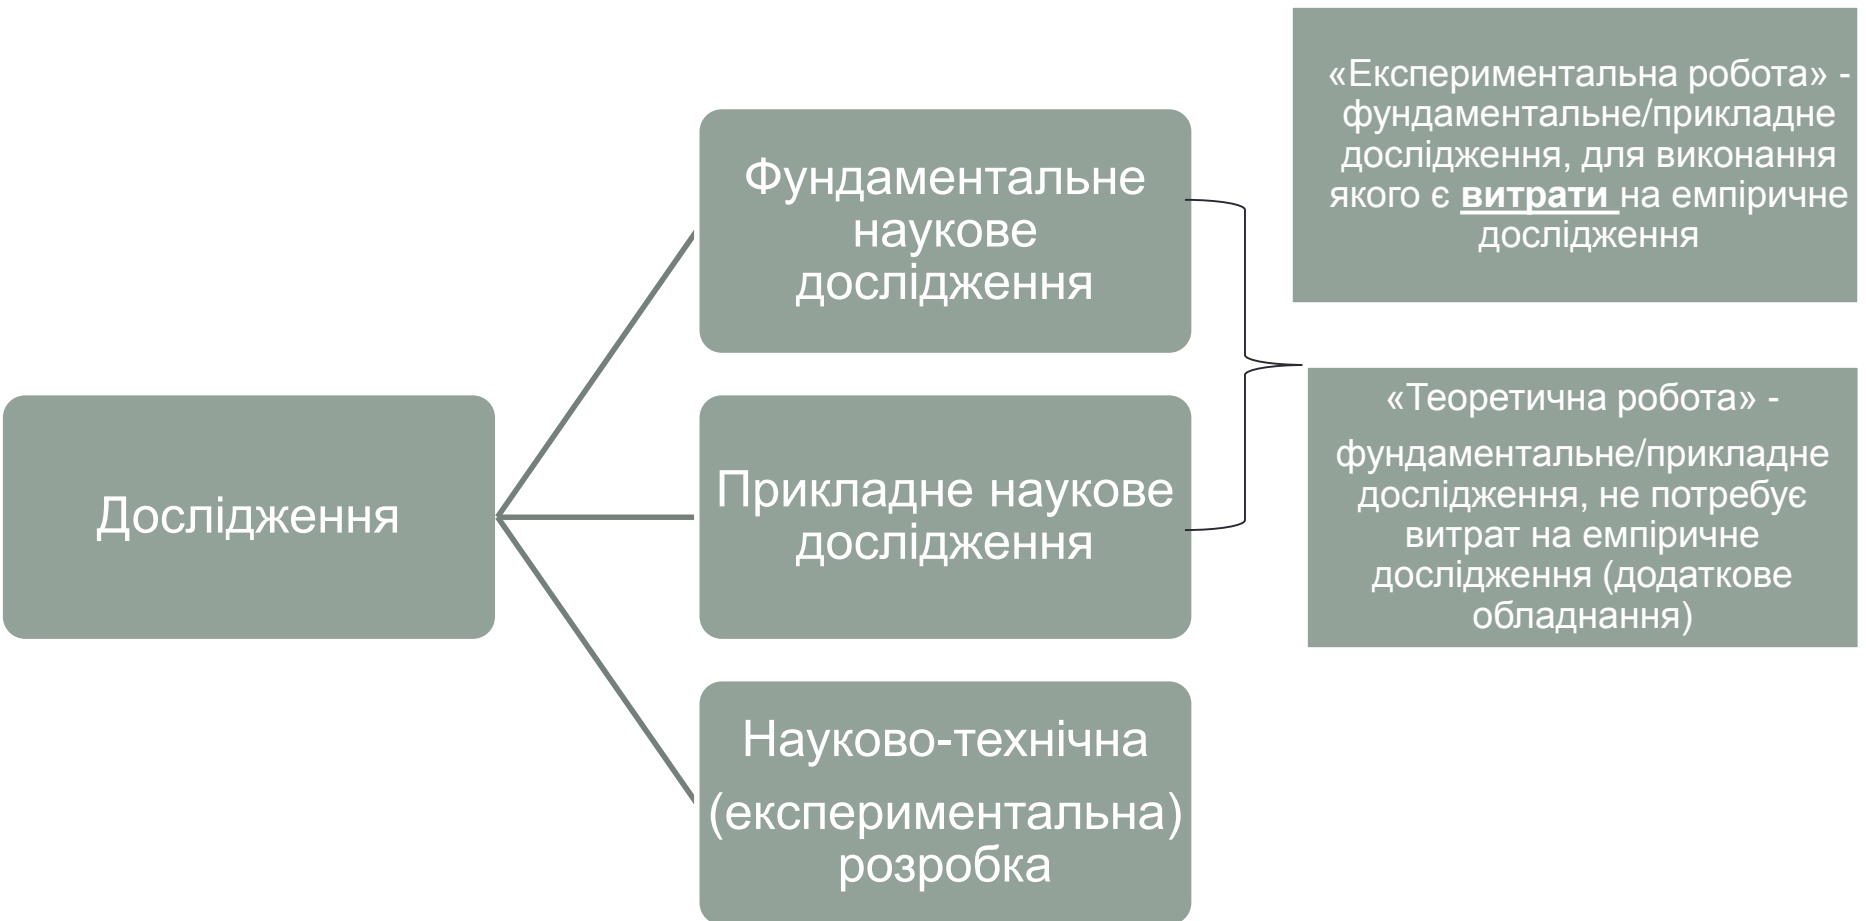 Дослідження
Фундаментальне
наукове
дослідження
Прикладне наукове
дослідження
Науково-технічна
(експериментальна)
розробка
«Експериментальна робота» -
фундаментальне/прикладне
дослідження, для виконання
якого є витрати на емпіричне
дослідження
«Теоретична робота» -
фундаментальне/прикладне
дослідження, не потребує
витрат на емпіричне
дослідження (додаткове
обладнання)